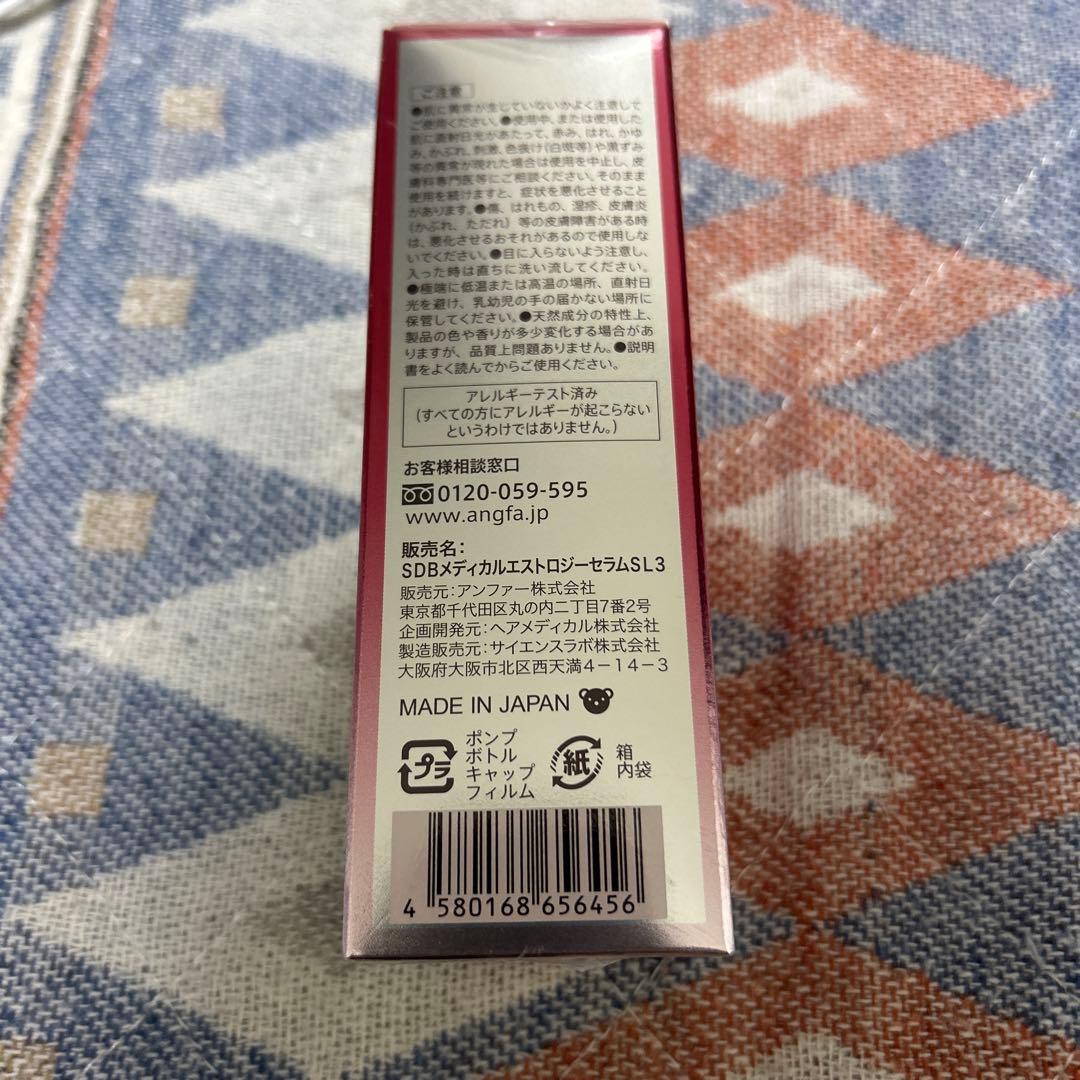 ご注意
●肌に異常が生じていないかよく注意して
ご使用ください。●使用中、または使用した
肌に直射日光があたって、赤み、はれ、かゆ
み、かぶれ、刺激、色抜け(白斑等)や黒ずみ
等の異常が現れた場合は使用を中止し、皮
膚科専門医等にご相談ください。そのまま
使用を続けますと、症状を悪化させること
があります。●傷、はれもの、湿疹、皮膚炎
(かぶれ、ただれ)等の皮膚障害がある時
は、悪化させるおそれがあるので使用しな
いでください。●目に入らないよう注意し、
入った時は直ちに洗い流してください。
●極端に低温または高温の場所、直射日
光を避け、乳幼児の手の届かない場所に
保管してください。●天然成分の特性上、
製品の色や香りが多少変化する場合があ
りますが、品質上問題ありません。●説明
書をよく読んでからご使用ください。
アレルギーテスト済み
(すべての方にアレルギーが起こらない
というわけではありません。)
お客様相談窓口
0120-059-595
www.angfa.jp
販売名:
SDBメディカルエストロジーセラムSL3
販売元:アンファー株式会社
東京都千代田区丸の内二丁目7番2号
企画開発元:ヘアメディカル株式会社
製造販売元:サイエンスラボ株式会社
大阪府大阪市北区西天満4-14-3
MADE IN JAPAN
プラ
ポンプ
ボトル
キャップ
フィルム
紙
箱
内袋
4 580168 656456